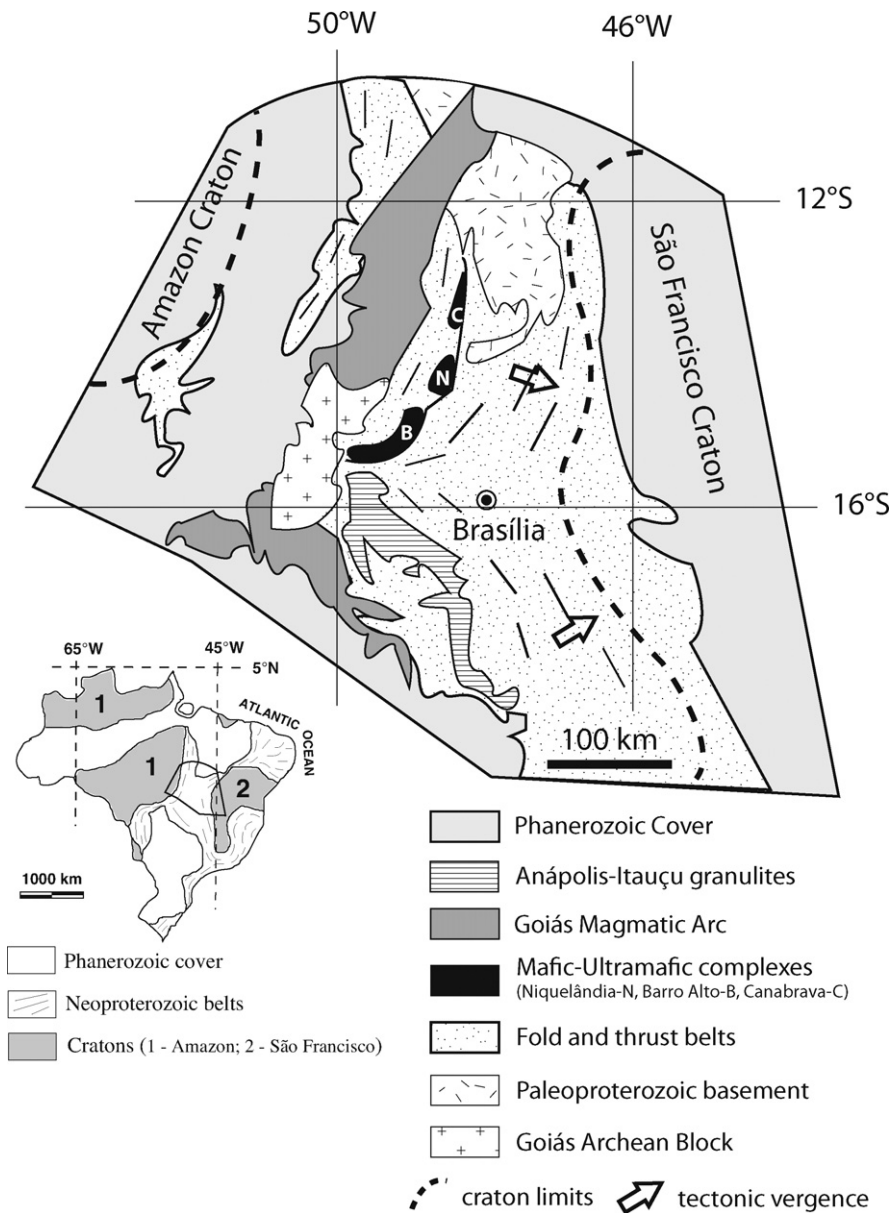 50°W
46°W
12°S
Amazon Craton
São Francisco Craton
C
N
B
16°S
Brasília
100 km
65°W
45°W
5°N
ATLANTIC OCEAN
1
1
2
1000 km
Phanerozoic cover
Neoproterozoic belts
Cratons (1 - Amazon; 2 - São Francisco)
Phanerozoic Cover
Anápolis-Itauçu granulites
Goiás Magmatic Arc
Mafic-Ultramafic complexes
(Niquelândia-N, Barro Alto-B, Canabrava-C)
Fold and thrust belts
Paleoproterozoic basement
Goiás Archean Block
craton limits
tectonic vergence